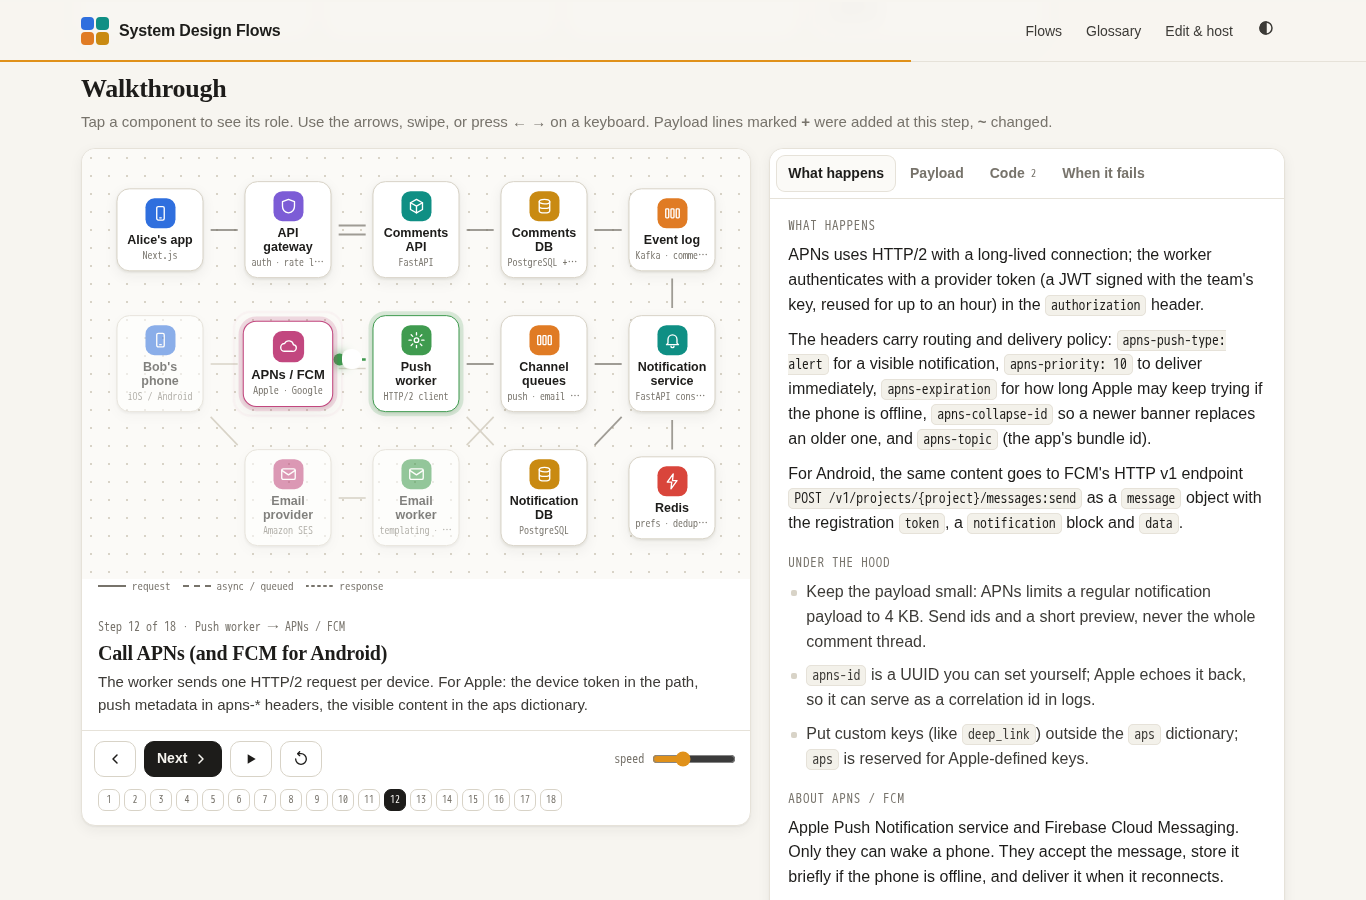 System Design Flows
Flows
Glossary
Edit & host
Walkthrough
Tap a component to see its role. Use the arrows, swipe, or press ← → on a keyboard. Payload lines marked + were added at this step, ~ changed.
Alice's app
Next.js
API
gateway
auth · rate l…
Comments
API
FastAPI
Comments
DB
PostgreSQL +…
Event log
Kafka · comme…
Bob's
phone
iOS / Android
APNs / FCM
Apple · Google
Push
worker
HTTP/2 client
Channel
queues
push · email …
Notification
service
FastAPI cons…
Email
provider
Amazon SES
Email
worker
templating · …
Notification
DB
PostgreSQL
Redis
prefs · dedup…
request
async / queued
response
Step 12 of 18 · Push worker → APNs / FCM
Call APNs (and FCM for Android)
The worker sends one HTTP/2 request per device. For Apple: the device token in the path,
push metadata in apns-* headers, the visible content in the aps dictionary.
Next
speed
1 2 3 4 5 6 7 8 9 10 11 12 13 14 15 16 17 18
What happens
Payload
Code 2
When it fails
WHAT HAPPENS
APNs uses HTTP/2 with a long-lived connection; the worker
authenticates with a provider token (a JWT signed with the team's
key, reused for up to an hour) in the authorization header.
The headers carry routing and delivery policy: apns-push-type:
alert for a visible notification, apns-priority: 10 to deliver
immediately, apns-expiration for how long Apple may keep trying if
the phone is offline, apns-collapse-id so a newer banner replaces
an older one, and apns-topic (the app's bundle id).
For Android, the same content goes to FCM's HTTP v1 endpoint
POST /v1/projects/{project}/messages:send as a message object with
the registration token, a notification block and data.
UNDER THE HOOD
Keep the payload small: APNs limits a regular notification
payload to 4 KB. Send ids and a short preview, never the whole
comment thread.
apns-id is a UUID you can set yourself; Apple echoes it back,
so it can serve as a correlation id in logs.
Put custom keys (like deep_link) outside the aps dictionary;
aps is reserved for Apple-defined keys.
ABOUT APNS / FCM
Apple Push Notification service and Firebase Cloud Messaging.
Only they can wake a phone. They accept the message, store it
briefly if the phone is offline, and deliver it when it reconnects.